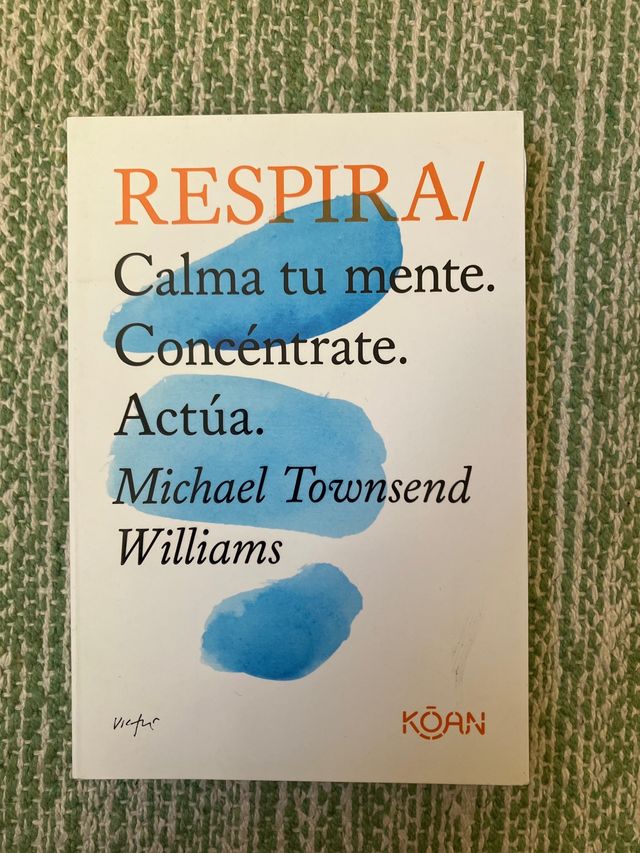 RESPIRA/
Calma tu mente.
Concéntrate.
Actúa.
Michael Townsend
Williams
KŌAN